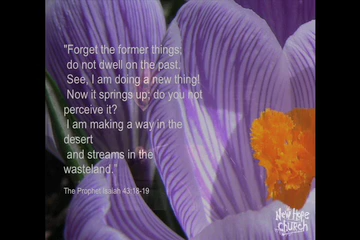 "Forget the former things;
do not dwell on the past.
See, I am doing a new thing!
Now it springs up; do you not
perceive it?
I am making a way in the
desert
and streams in the
wasteland."
The Prophet Isaiah 43:18-19
New Hope
Church